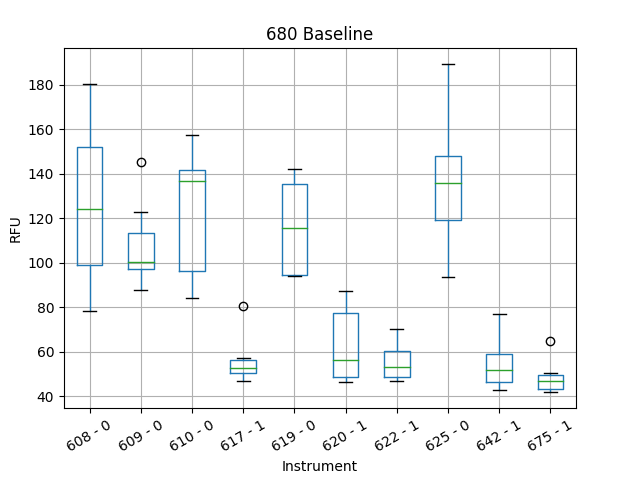 680 Baseline
180
160
140
120
100
80
60
40
RFU
608 - 0
609 - 0
610 - 0
617 - 1
619 - 0
620 - 1
622 - 1
625 - 0
642 - 1
675 - 1
Instrument